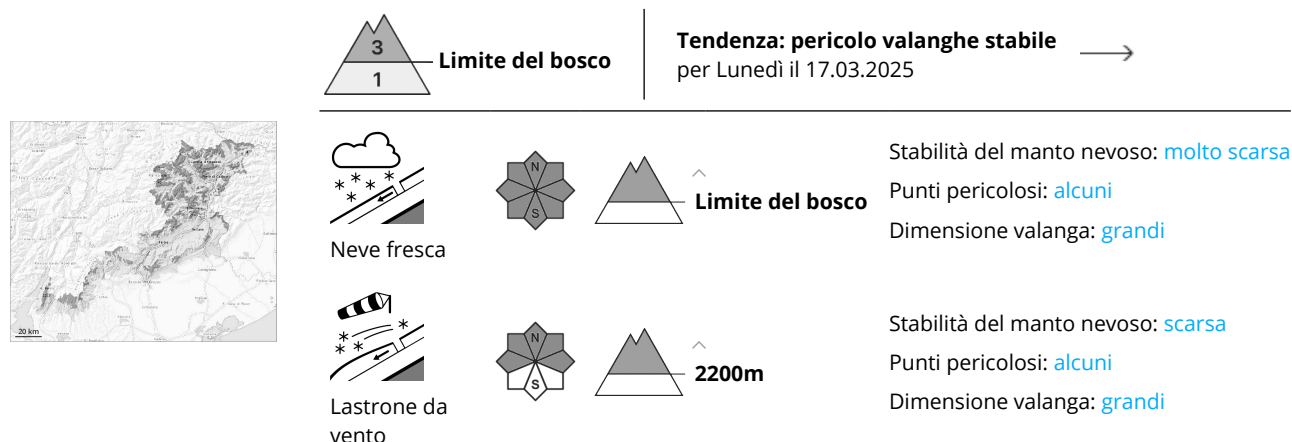 3
Limite del bosco
1
Tendenza: pericolo valanghe stabile
per Lunedì il 17.03.2025
20 km
N
S
Limite del bosco
Neve fresca
Stabilità del manto nevoso: molto scarsa
Punti pericolosi: alcuni
Dimensione valanga: grandi
N
S
2200m
Lastrone da
vento
Stabilità del manto nevoso: scarsa
Punti pericolosi: alcuni
Dimensione valanga: grandi